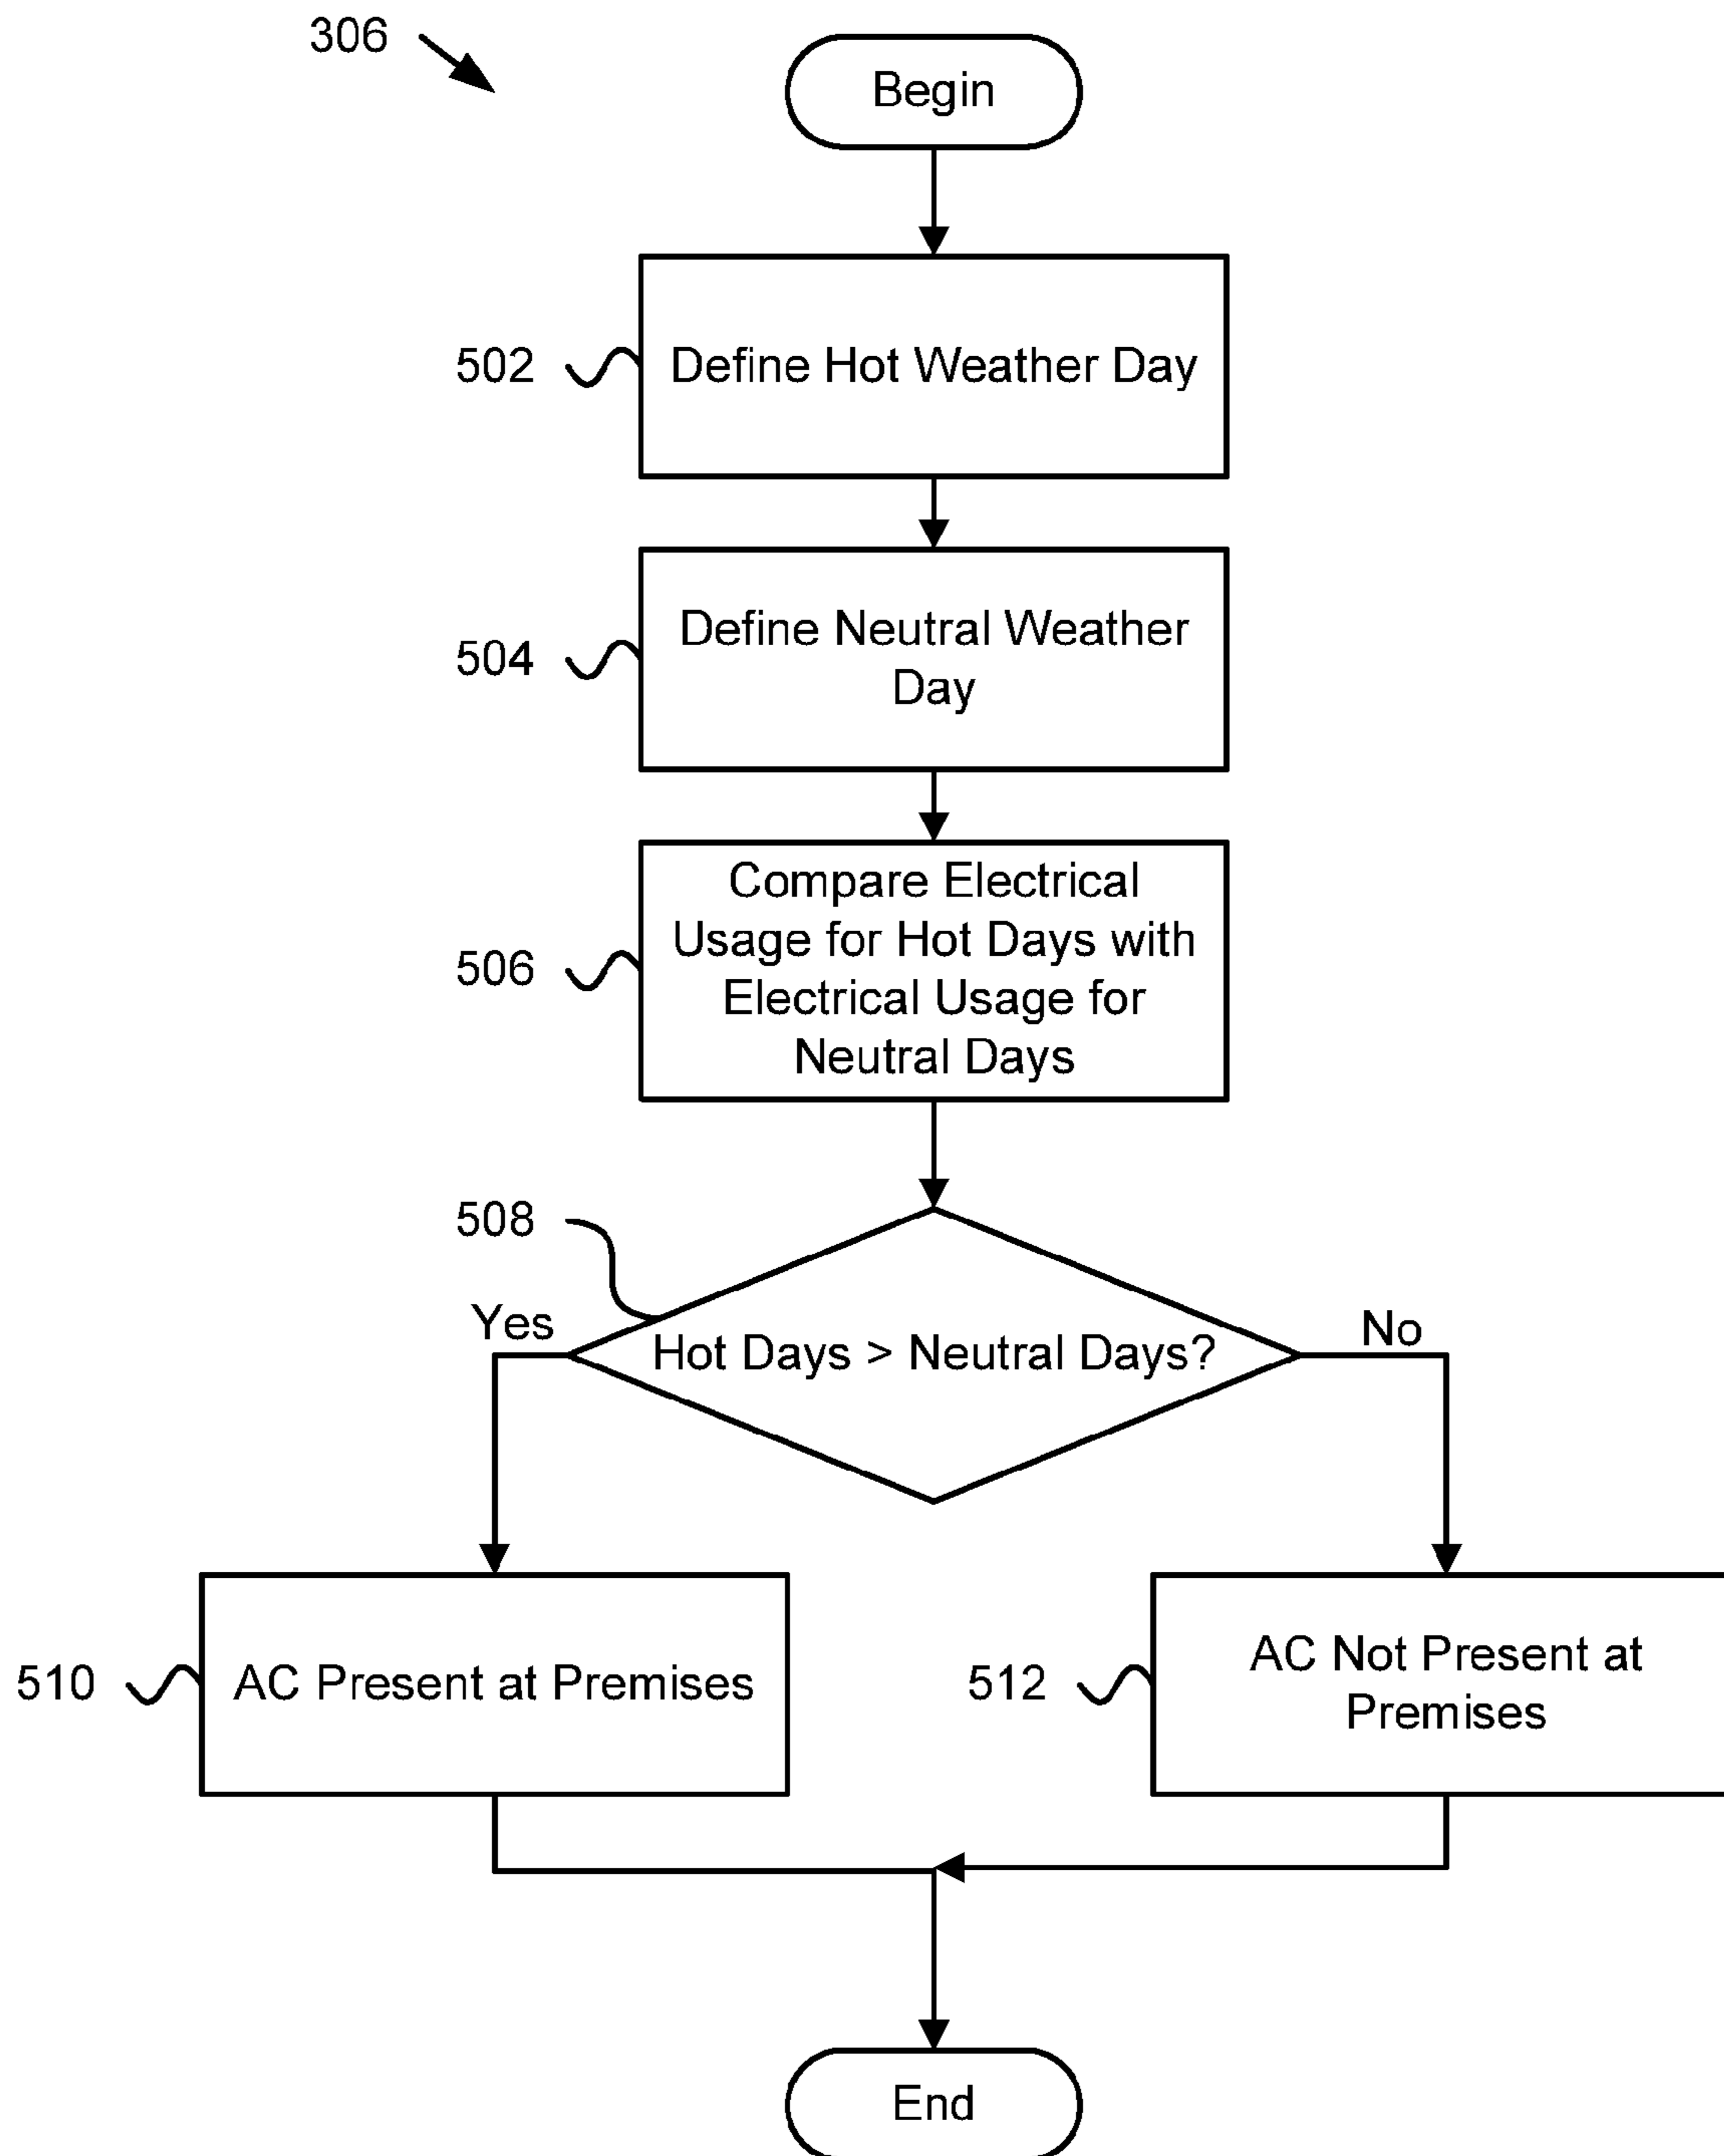 306
Begin
502
Define Hot Weather Day
504
Define Neutral Weather
Day
506
Compare Electrical
Usage for Hot Days with
Electrical Usage for
Neutral Days
508
Yes
Hot Days > Neutral Days?
No
510
AC Present at Premises
512
AC Not Present at
Premises
End